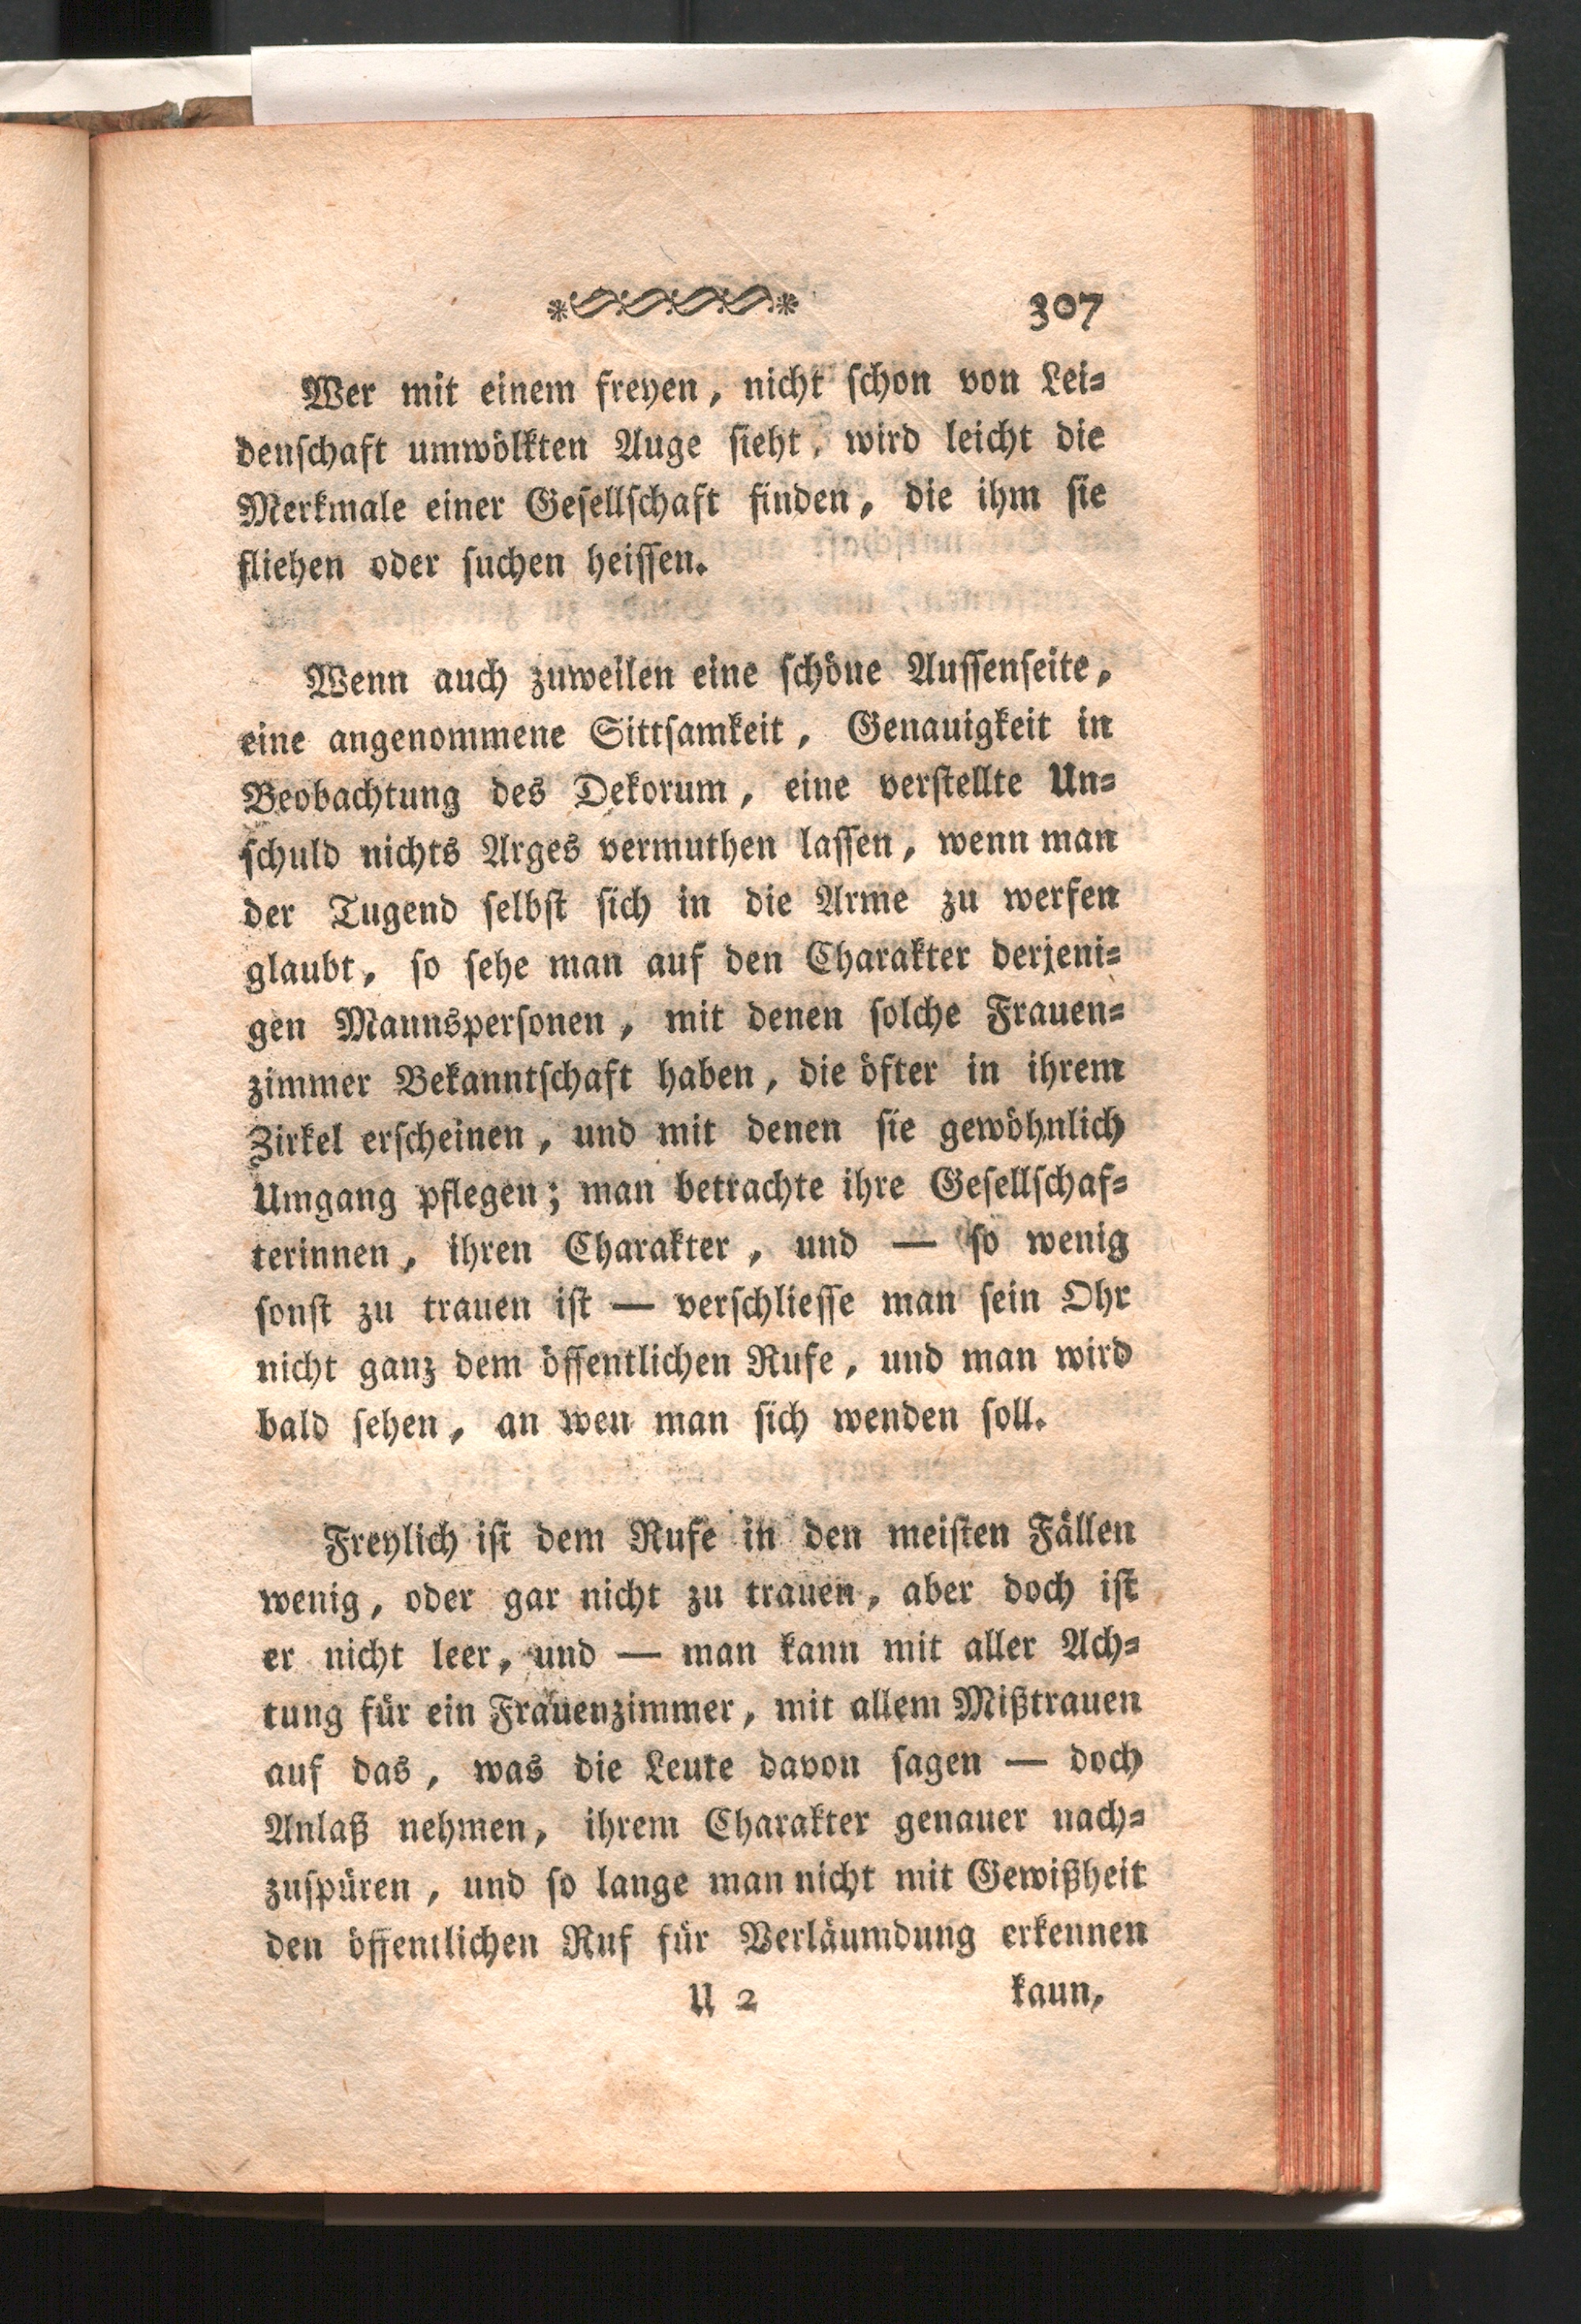 307
Wer mit einem freyen, nicht schon von Lei=
denschaft umwölkten Auge sieht, wird leicht die
Merkmale einer Gesellschaft finden, die ihm sie
fliehen oder suchen heissen.
Wenn auch zuweilen eine schöne Aussenseite,
eine angenommene Sittsamkeit, Genauigkeit in
Beobachtung des Dekorum, eine verstellte Un=
schuld nichts Arges vermuthen lassen, wenn man
der Tugend selbst sich in die Arme zu werfen
glaubt, so sehe man auf den Charakter derjeni=
gen Mannspersonen, mit denen solche Frauen=
zimmer Bekanntschaft haben, die öfter in ihrem
Zirkel erscheinen, und mit denen sie gewöhnlich
Umgang pflegen; man betrachte ihre Gesellschaf=
terinnen, ihren Charakter, und — so wenig
sonst zu trauen ist — verschliesse man sein Ohr
nicht ganz dem öffentlichen Rufe, und man wird
bald sehen, an wen man sich wenden soll.
Freylich ist dem Rufe in den meisten Fällen
wenig, oder gar nicht zu trauen, aber doch ist
er nicht leer, und — man kann mit aller Ach=
tung für ein Frauenzimmer, mit allem Mißtrauen
auf das, was die Leute davon sagen — doch
Anlaß nehmen, ihrem Charakter genauer nach=
zuspüren, und so lange man nicht mit Gewißheit
den öffentlichen Ruf für Verläumdung erkennen
U 2 kann,